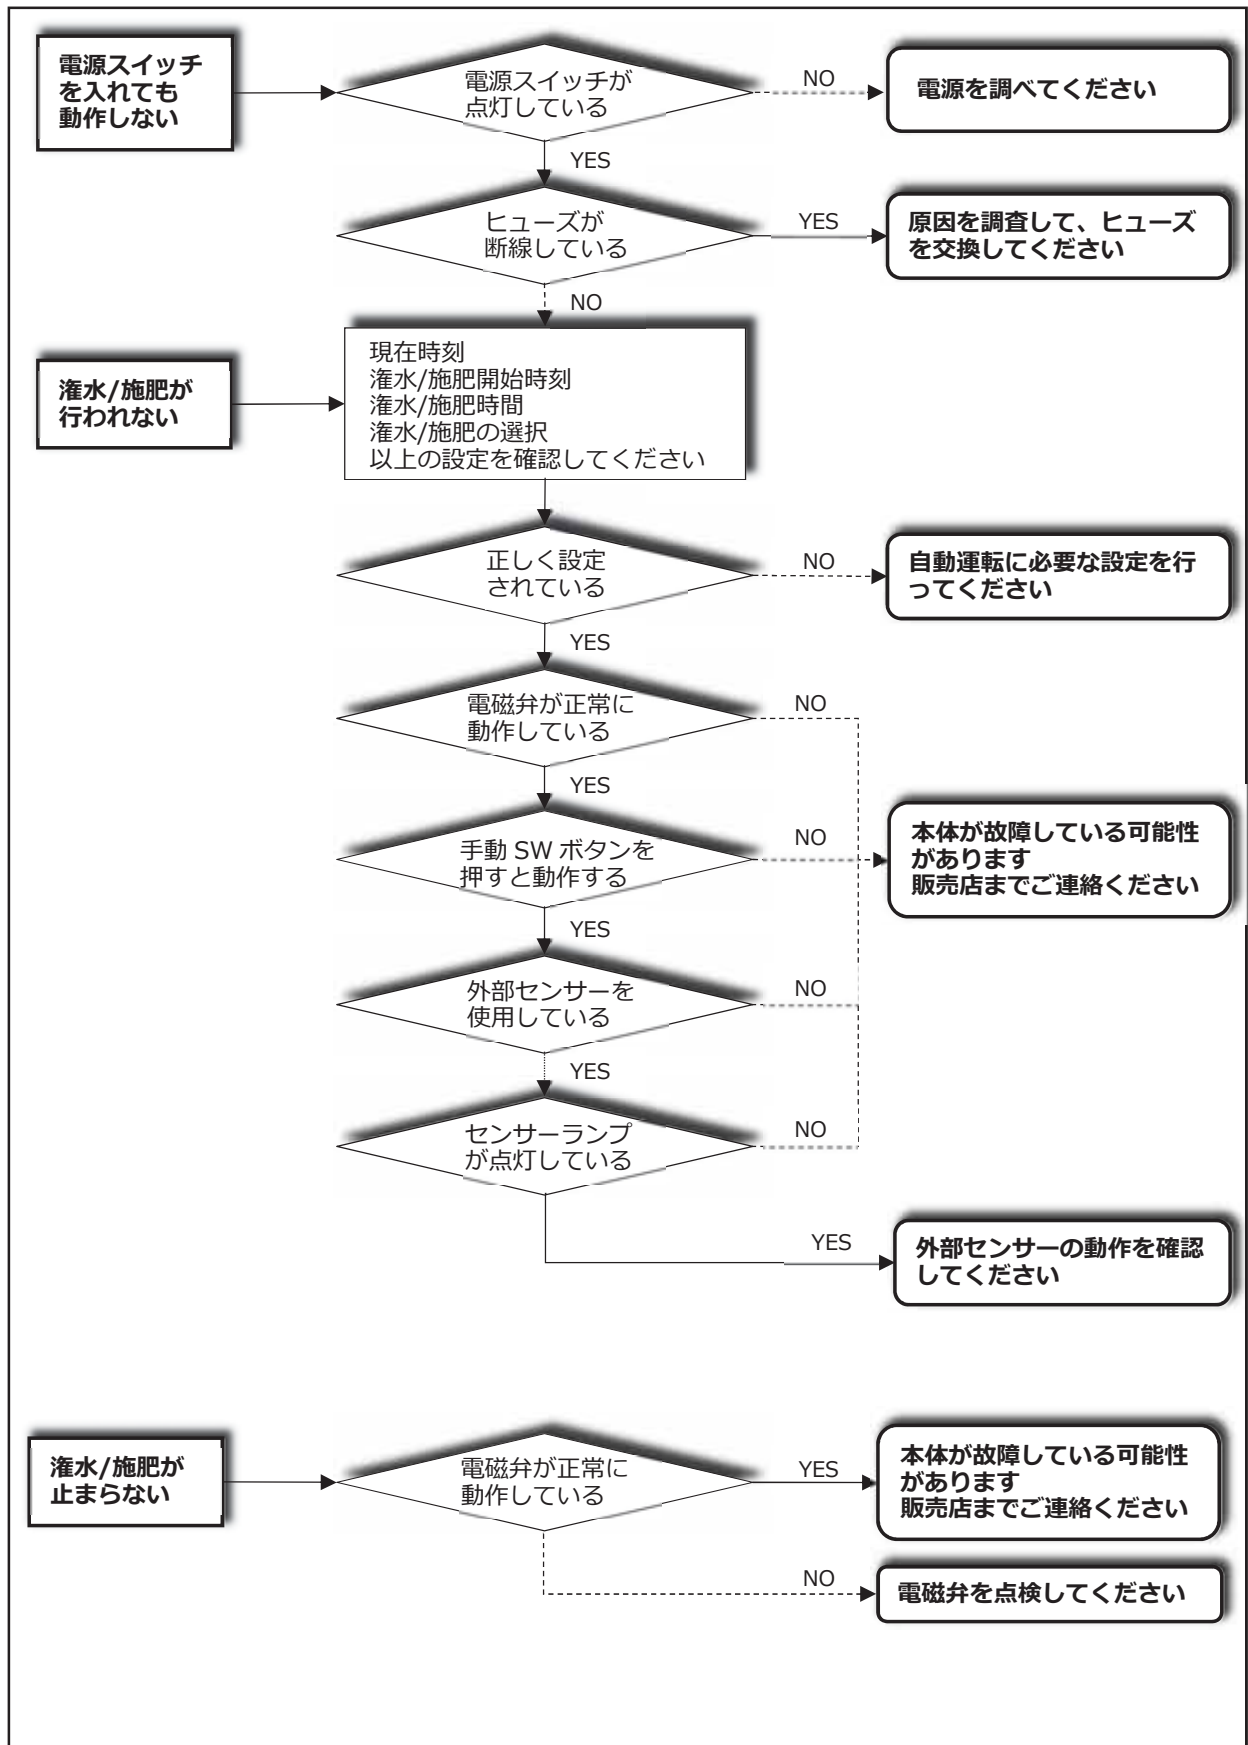 電源スイッチ
を入れても
動作しない
電源スイッチが
点灯している
NO
電源を調べてください
YES
ヒューズが
断線している
YES
原因を調査して、ヒューズ
を交換してください
NO
潅水/施肥が
行われない
現在時刻
潅水/施肥開始時刻
潅水/施肥時間
潅水/施肥の選択
以上の設定を確認してください
正しく設定
されている
NO
自動運転に必要な設定を行
ってください
YES
電磁弁が正常に
動作している
NO
YES
手動 SW ボタンを
押すと動作する
NO
本体が故障している可能性
があります
販売店までご連絡ください
YES
外部センサーを
使用している
NO
YES
センサーランプ
が点灯している
NO
YES
外部センサーの動作を確認
してください
潅水/施肥が
止まらない
電磁弁が正常に
動作している
YES
本体が故障している可能性
があります
販売店までご連絡ください
NO
電磁弁を点検してください